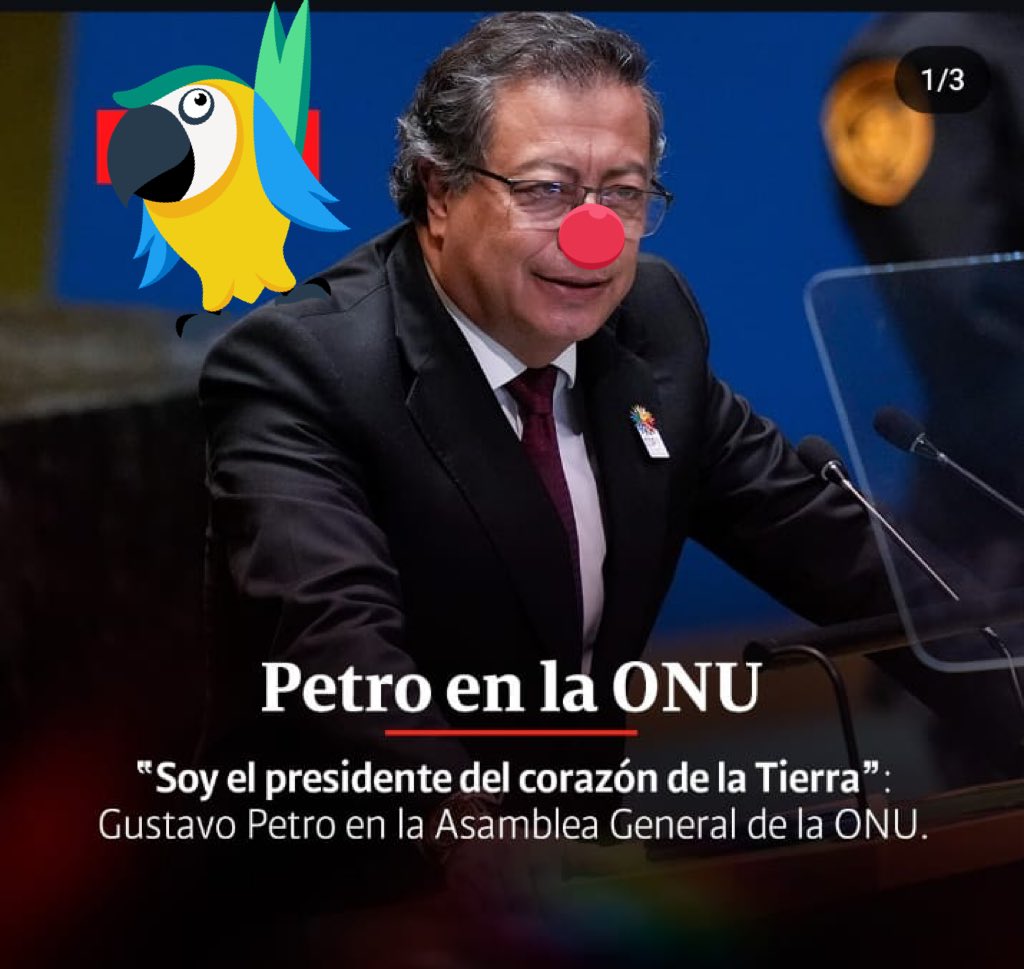 1/3
Petro en la ONU
“Soy el presidente del corazón de la Tierra”:
Gustavo Petro en la Asamblea General de la ONU.